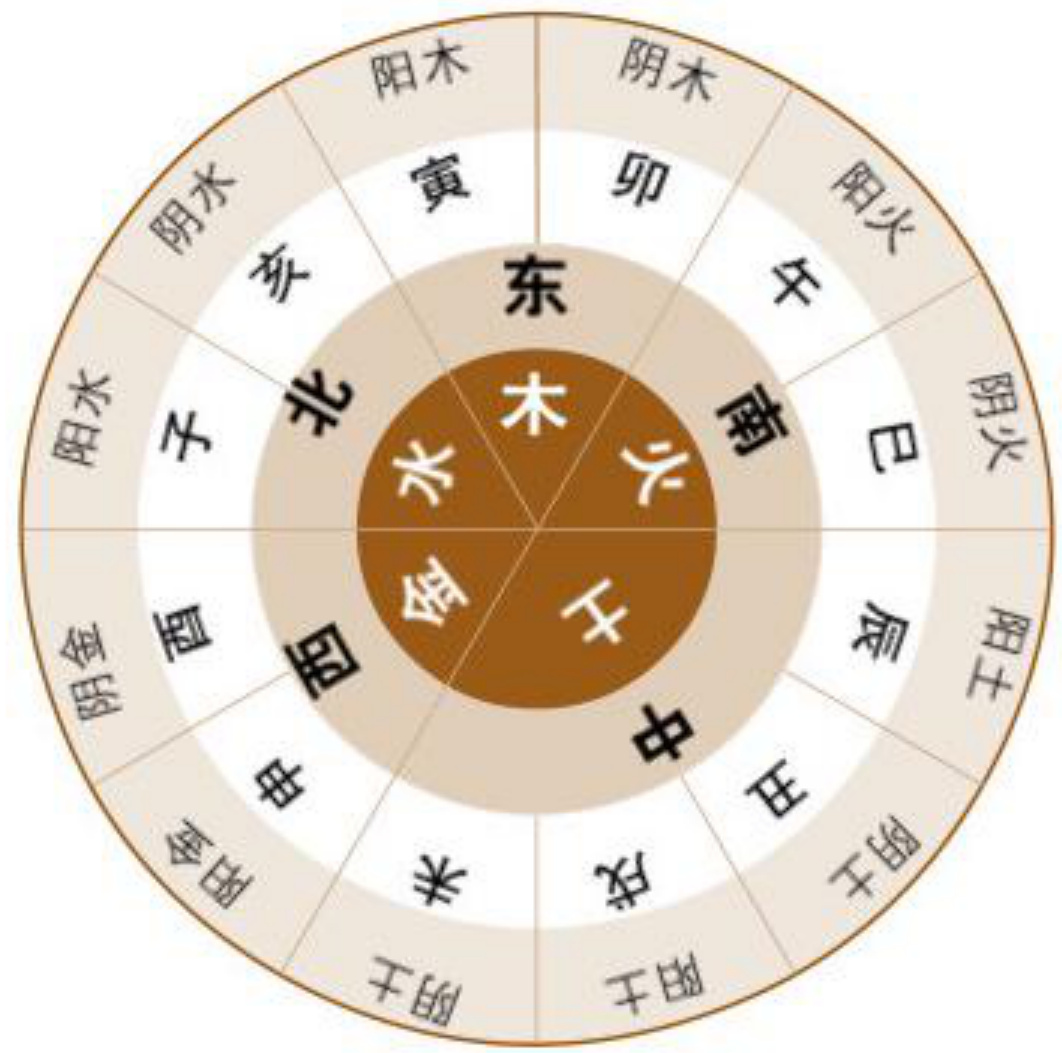 阳木
阴木
阳火
阴火
阳土
阴土
阳土
阴土
阳金
阴金
阳水
阴水
寅
卯
午
巳
辰
丑
戌
未
申
酉
子
亥
东
南
中
西
北
木
火
土
金
水